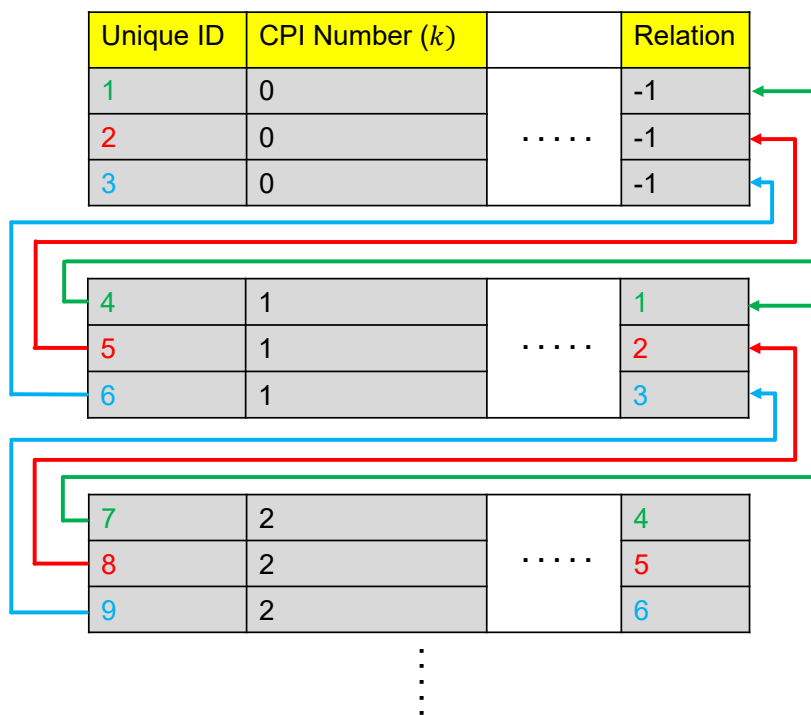 Unique ID CPI Number (k) Relation
1 0 -1
2 0 ..... -1
3 0 -1
4 1 1
5 1 ..... 2
6 1 3
7 2 4
8 2 ..... 5
9 2 6